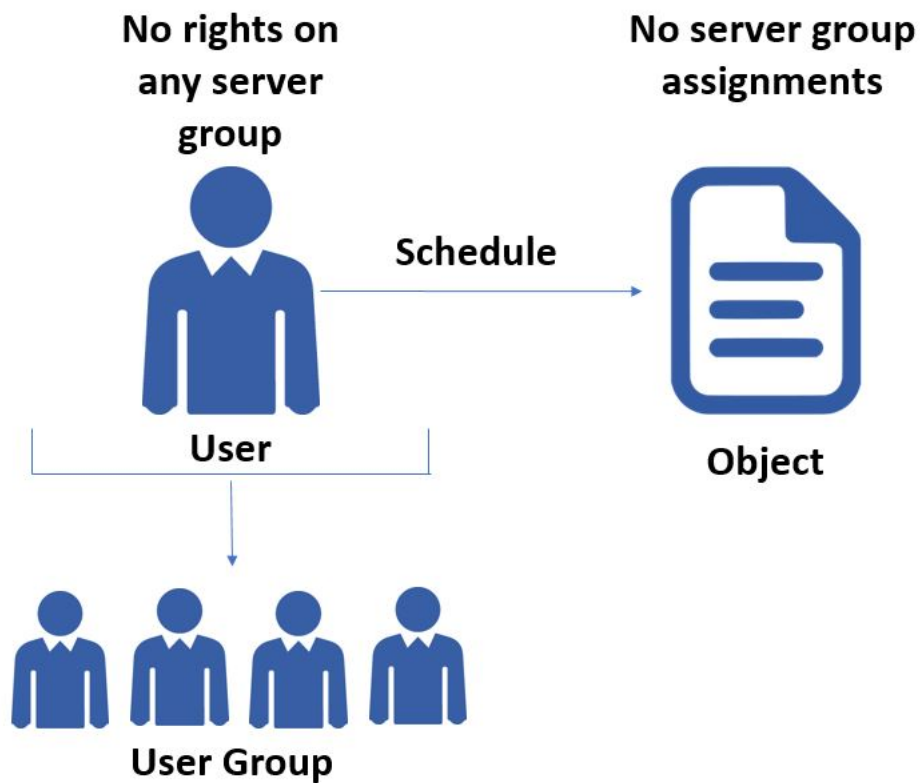 No rights on
any server
group
No server group
assignments
Schedule
User
Object
User Group